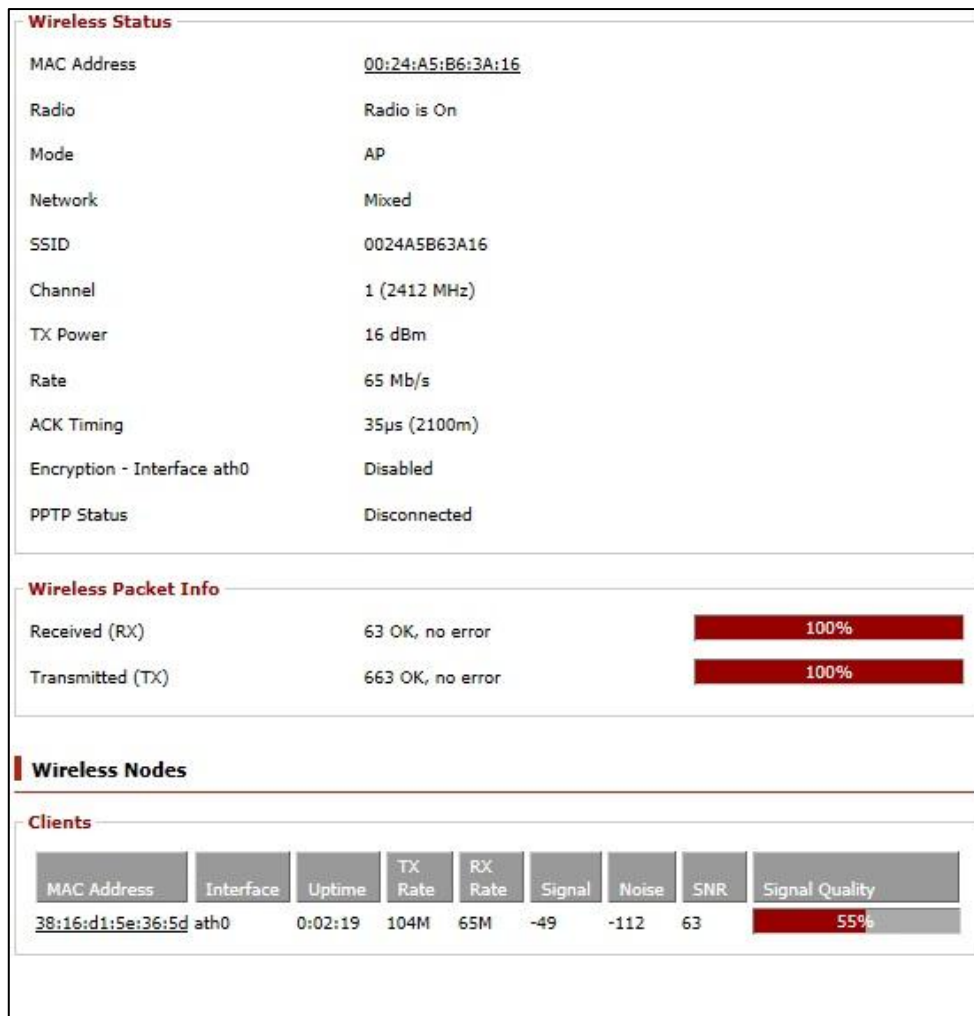 Wireless Status
MAC Address 00:24:A5:B6:3A:16
Radio Radio is On
Mode AP
Network Mixed
SSID 0024A5B63A16
Channel 1 (2412 MHz)
TX Power 16 dBm
Rate 65 Mb/s
ACK Timing 35µs (2100m)
Encryption - Interface ath0 Disabled
PPTP Status Disconnected
Wireless Packet Info
Received (RX) 63 OK, no error 100%
Transmitted (TX) 663 OK, no error 100%
Wireless Nodes
Clients
MAC Address Interface Uptime TX Rate RX Rate Signal Noise SNR Signal Quality
38:16:d1:5e:36:5d ath0 0:02:19 104M 65M -49 -112 63 55%